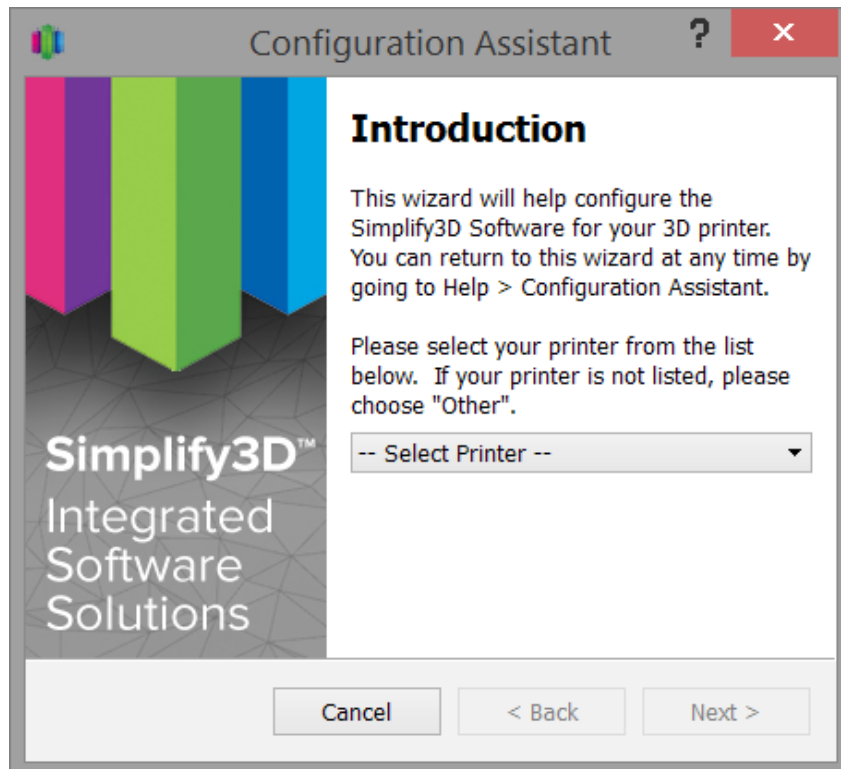 Configuration Assistant
?
x
Introduction
This wizard will help configure the
Simplify3D Software for your 3D printer.
You can return to this wizard at any time by
going to Help > Configuration Assistant.
Please select your printer from the list
below.  If your printer is not listed, please
choose "Other".
-- Select Printer --
Simplify3D™
Integrated
Software
Solutions
Cancel
< Back
Next >